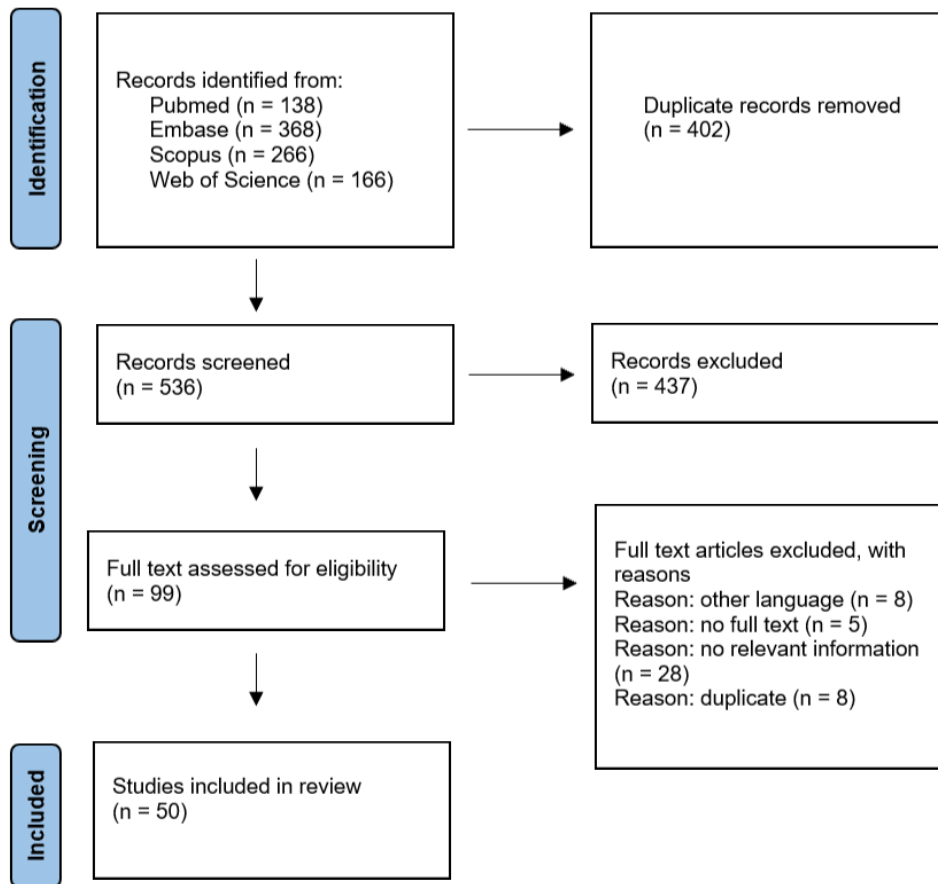 Identification
Records identified from:
Pubmed (n = 138)
Embase (n = 368)
Scopus (n = 266)
Web of Science (n = 166)
Duplicate records removed
(n = 402)
Screening
Records screened
(n = 536)
Records excluded
(n = 437)
Full text assessed for eligibility
(n = 99)
Full text articles excluded, with
reasons
Reason: other language (n = 8)
Reason: no full text (n = 5)
Reason: no relevant information
(n = 28)
Reason: duplicate (n = 8)
Included
Studies included in review
(n = 50)